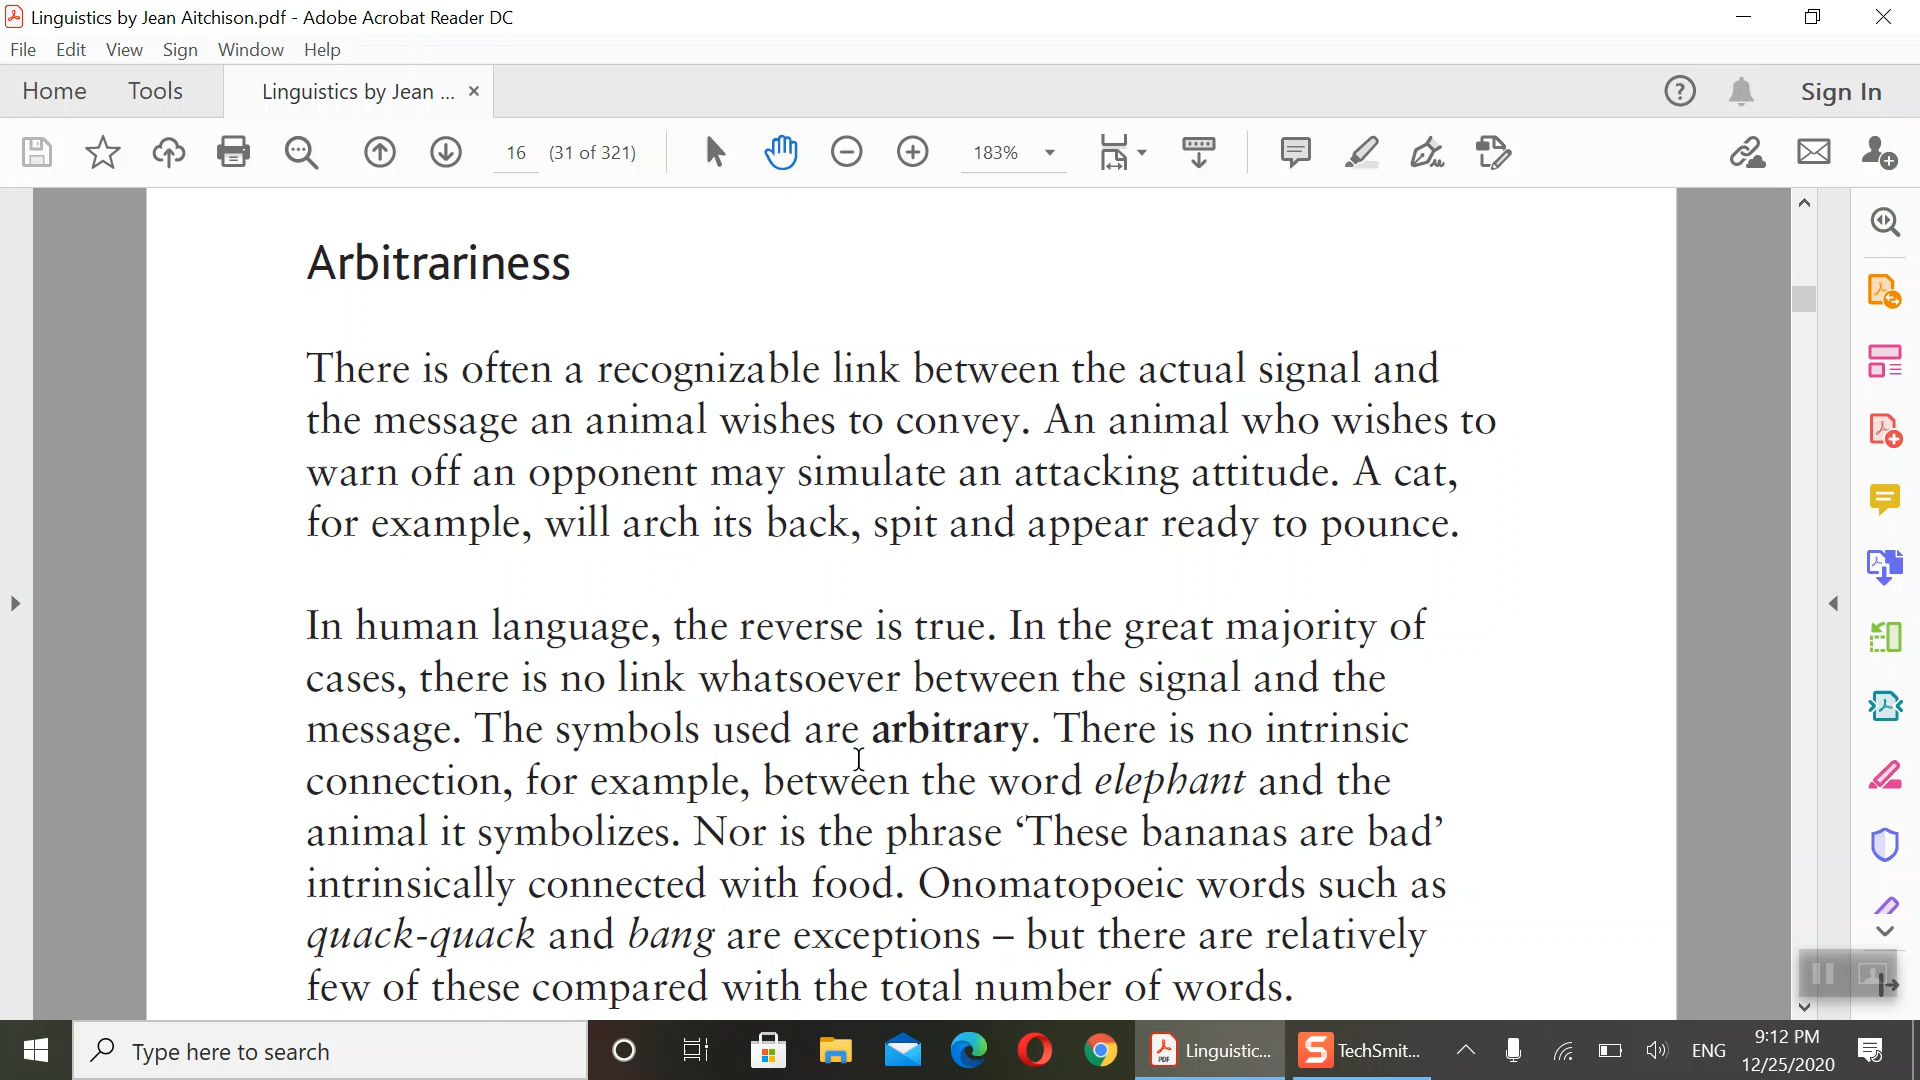 Linguistics by Jean Aitchison.pdf - Adobe Acrobat Reader DC
File Edit View Sign Window Help
Home Tools Linguistics by Jean ... × Sign In
16 (31 of 321) 183%
Arbitrariness
There is often a recognizable link between the actual signal and
the message an animal wishes to convey. An animal who wishes to
warn off an opponent may simulate an attacking attitude. A cat,
for example, will arch its back, spit and appear ready to pounce.
In human language, the reverse is true. In the great majority of
cases, there is no link whatsoever between the signal and the
message. The symbols used are arbitrary. There is no intrinsic
connection, for example, between the word elephant and the
animal it symbolizes. Nor is the phrase ‘These bananas are bad’
intrinsically connected with food. Onomatopoeic words such as
quack-quack and bang are exceptions – but there are relatively
few of these compared with the total number of words.
Type here to search Linguistic... TechSmit... ENG 9:12 PM
12/25/2020